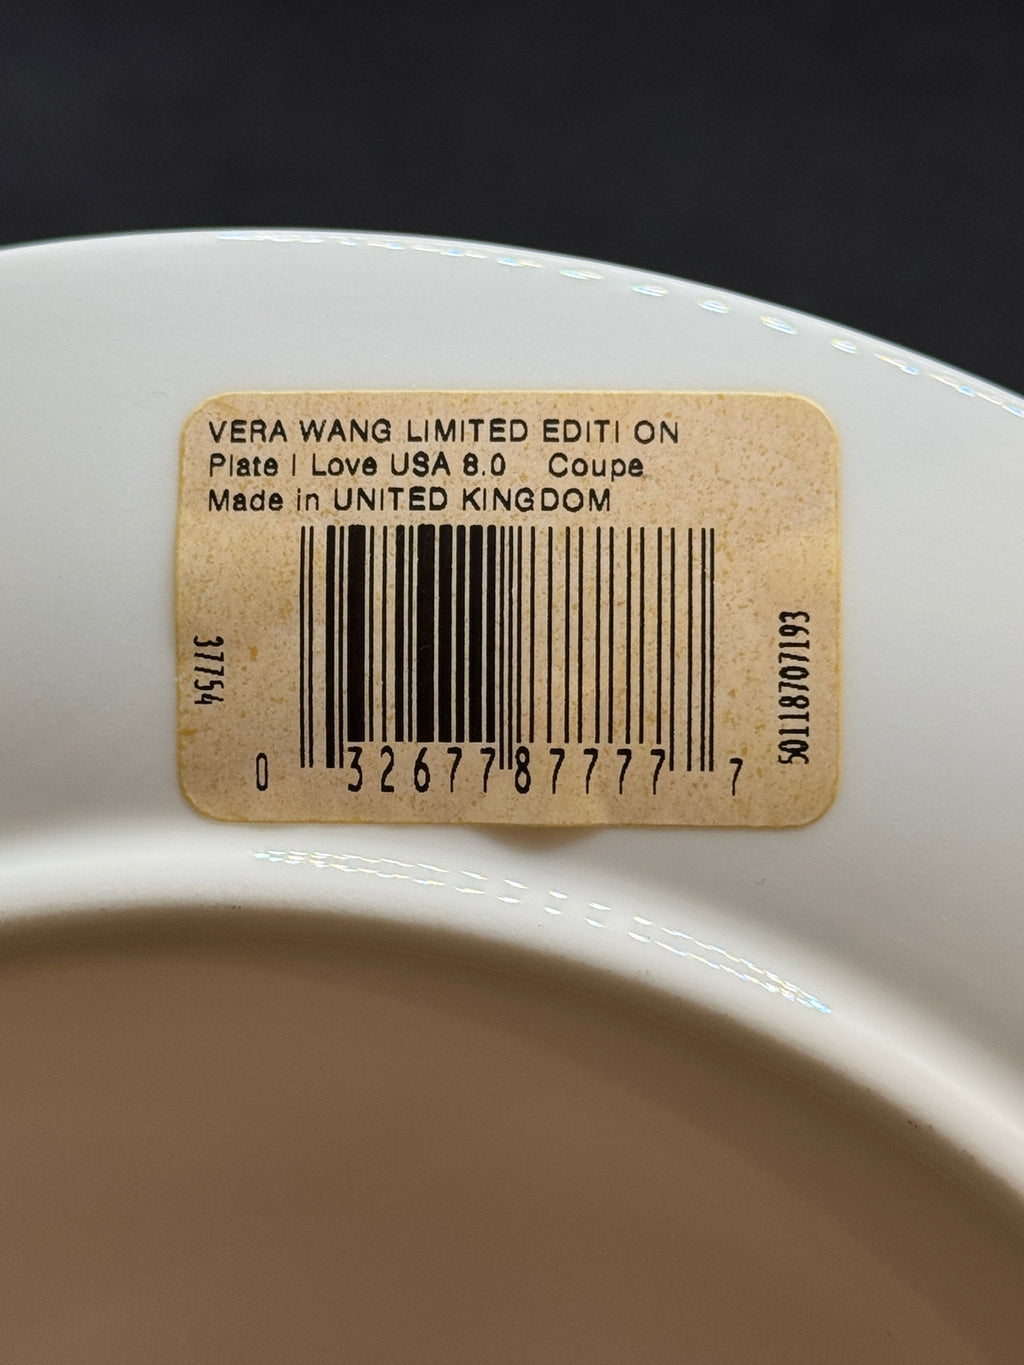 VERA WANG LIMITED EDITI ON
Plate I Love USA 8.0 Coupe
Made in UNITED KINGDOM
37754
50118707193
0 32677 87777 7